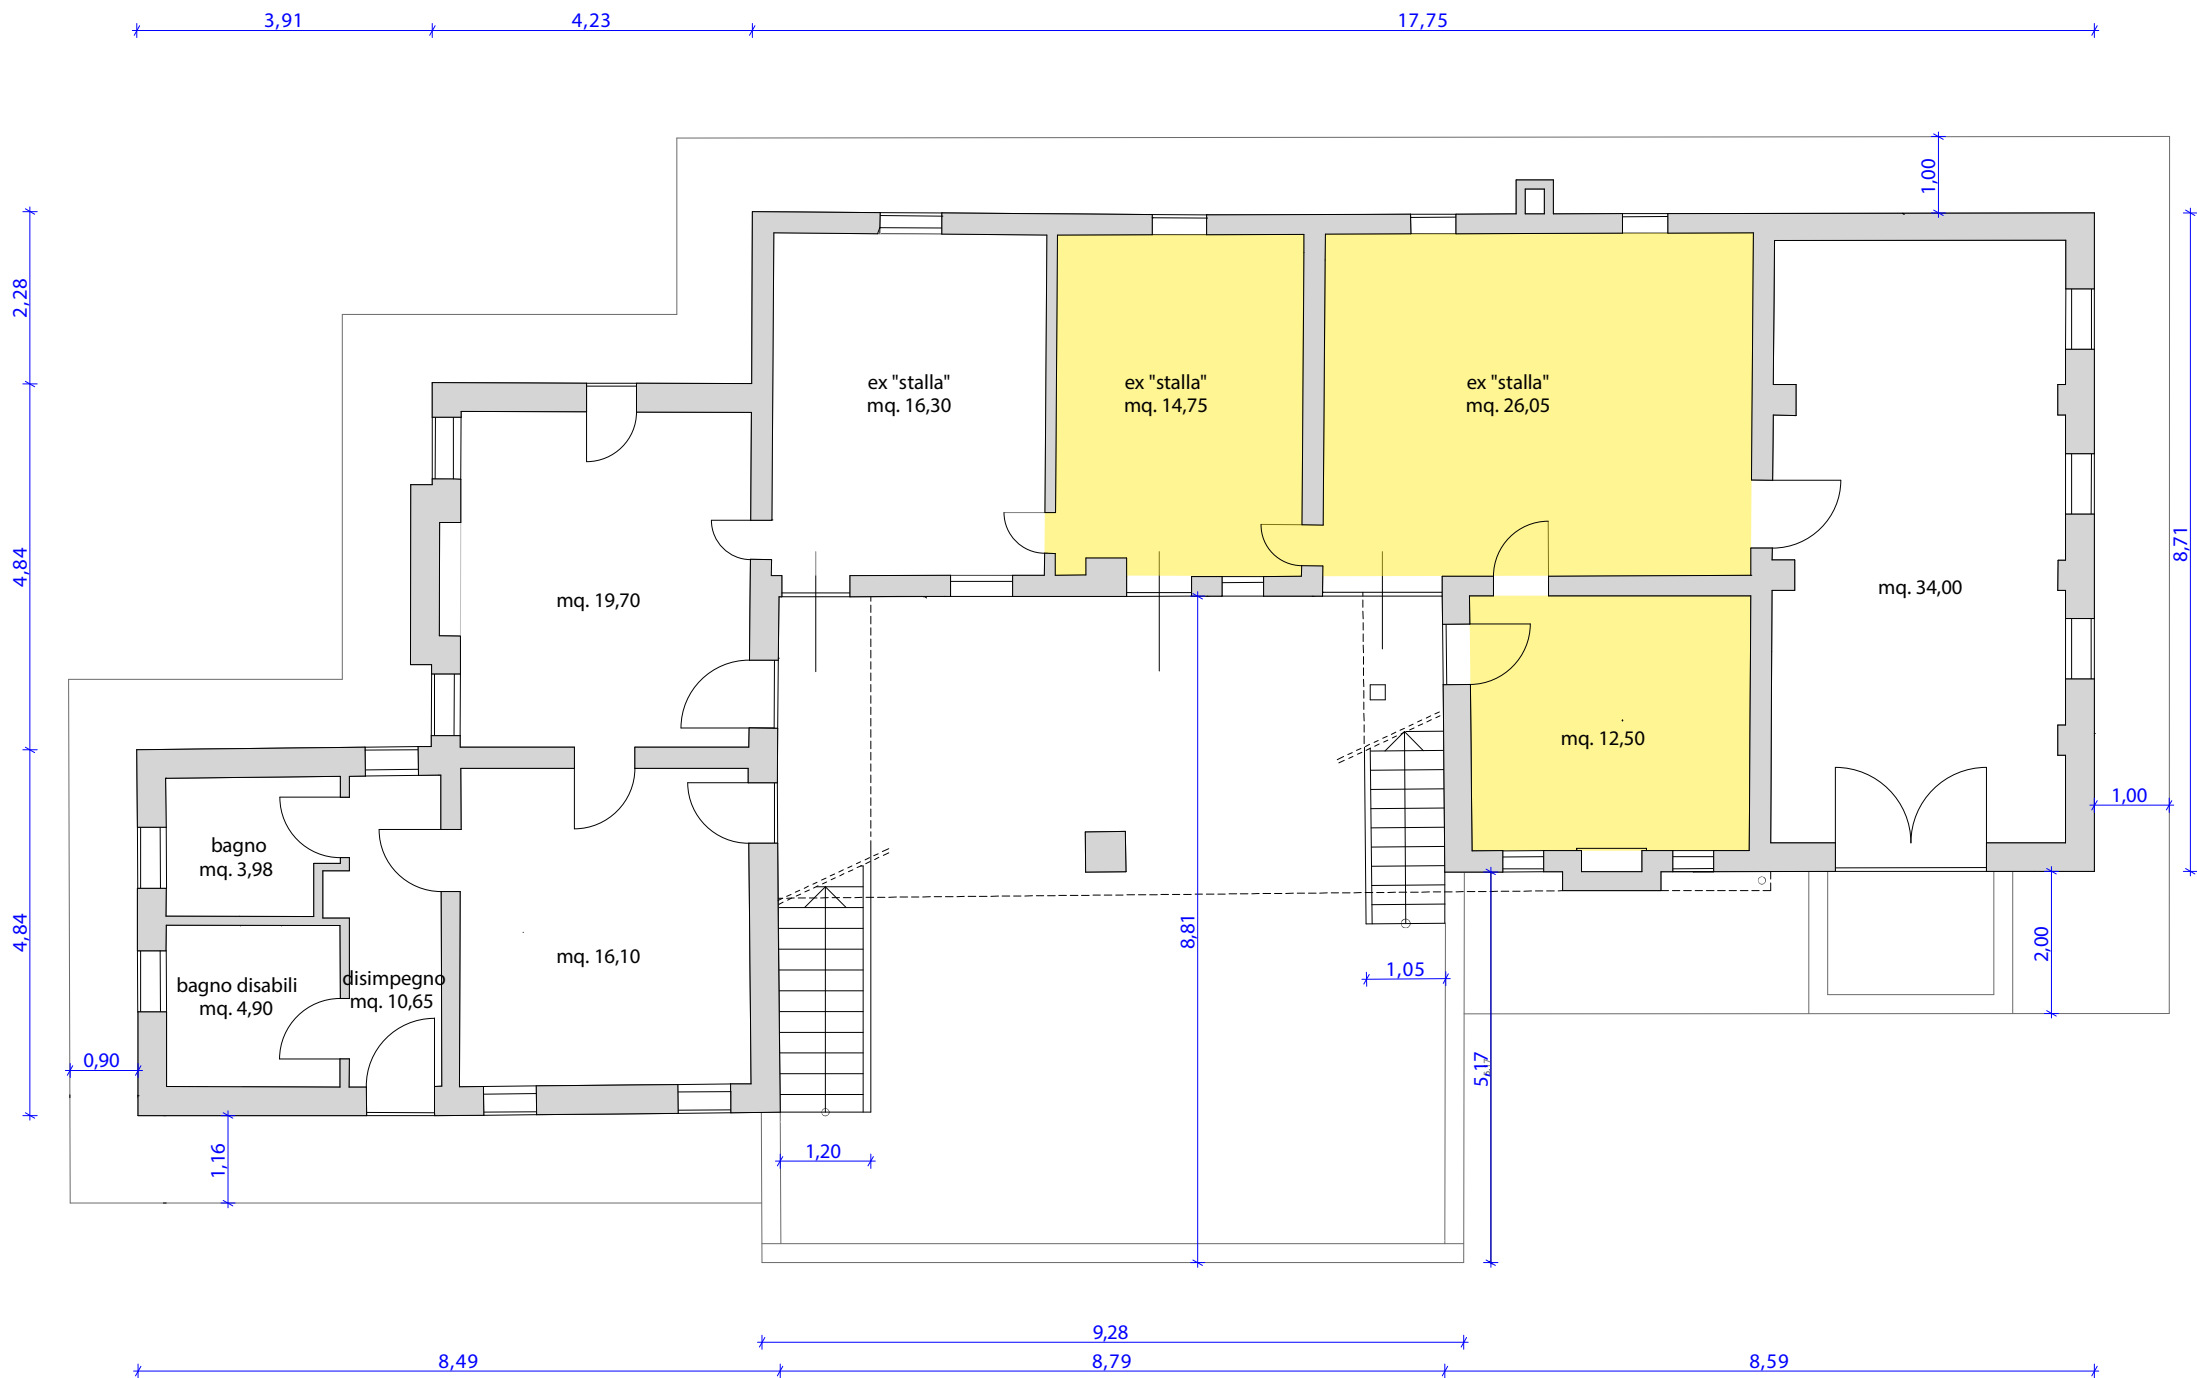 3,91
4,23
17,75
1,00
2,28
ex "stalla"
mq. 16,30
ex "stalla"
mq. 14,75
ex "stalla"
mq. 26,05
4,84
8,71
mq. 19,70
mq. 34,00
mq. 12,50
1,00
bagno
mq. 3,98
4,84
8,81
2,00
mq. 16,10
1,05
bagno disabili
mq. 4,90
disimpegno
mq. 10,65
0,90
5,17
1,16
1,20
9,28
8,49
8,79
8,59